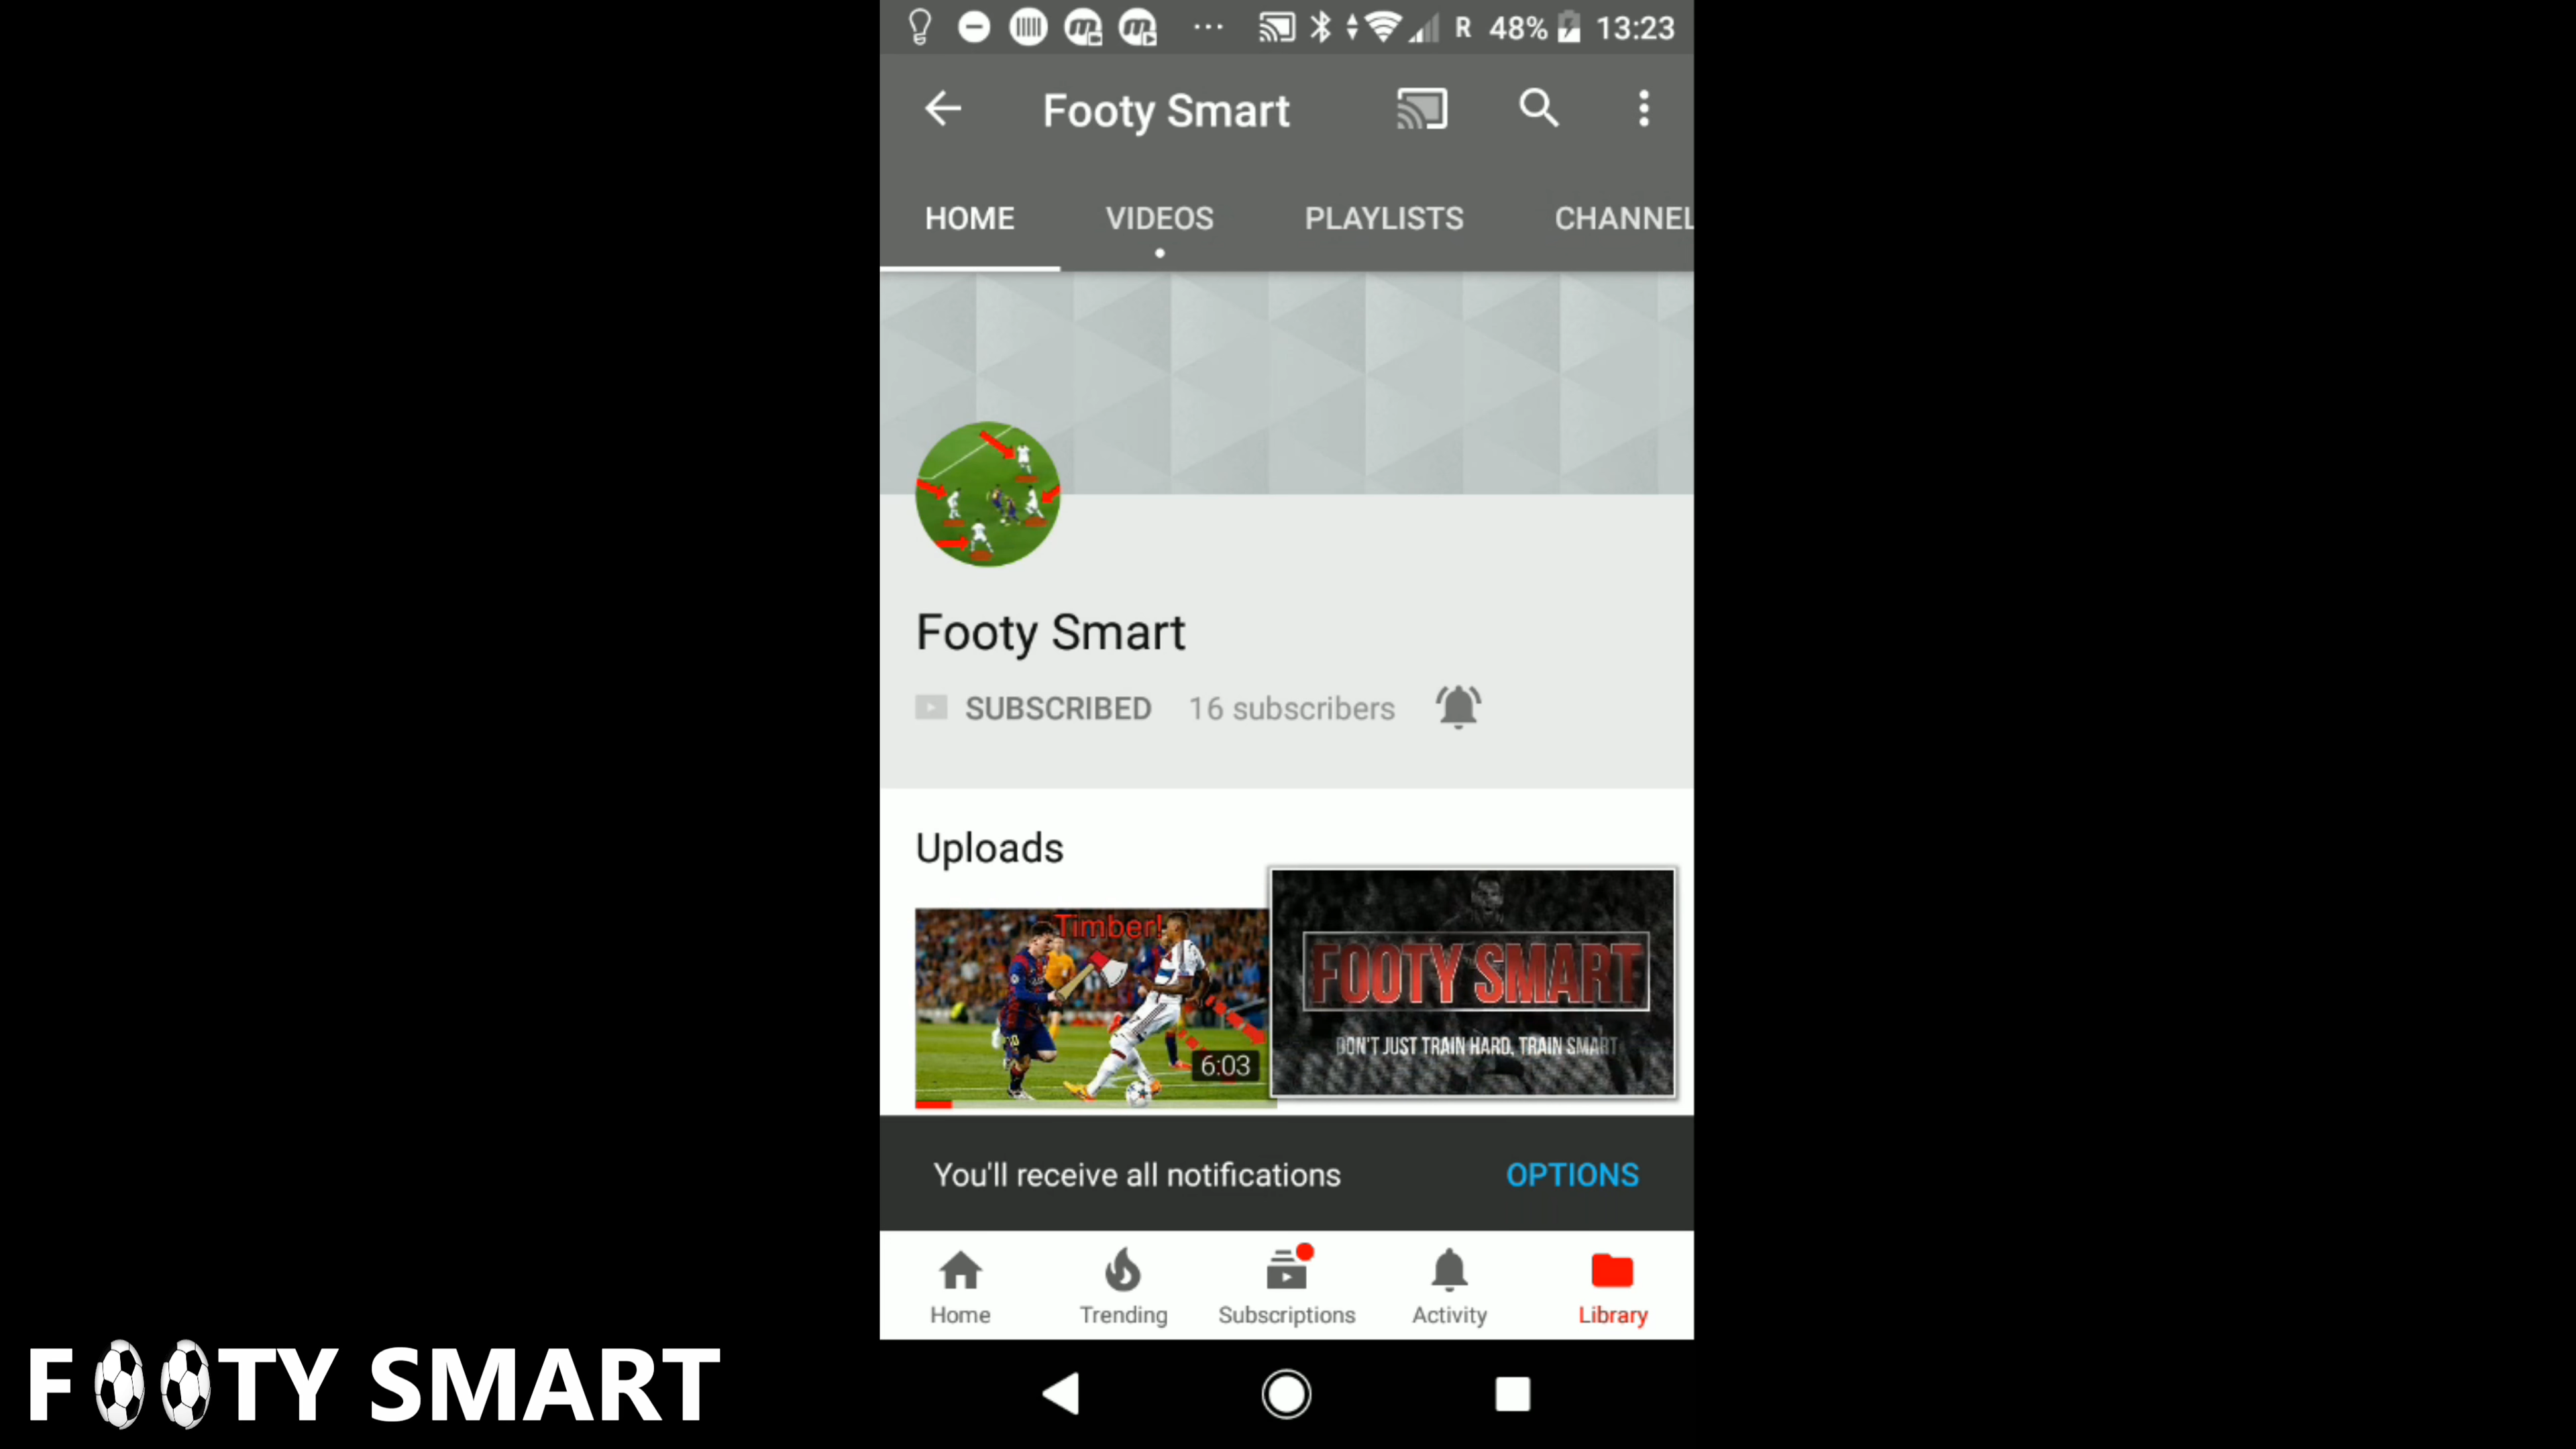 R 48% 13:23
Footy Smart
HOME VIDEOS PLAYLISTS CHANNEL
Footy Smart
SUBSCRIBED 16 subscribers
Uploads
Timber!
6:03
FOOTY SMART
DON'T JUST TRAIN HARD, TRAIN SMART
You'll receive all notifications OPTIONS
Home Trending Subscriptions Activity Library
FOOTY SMART